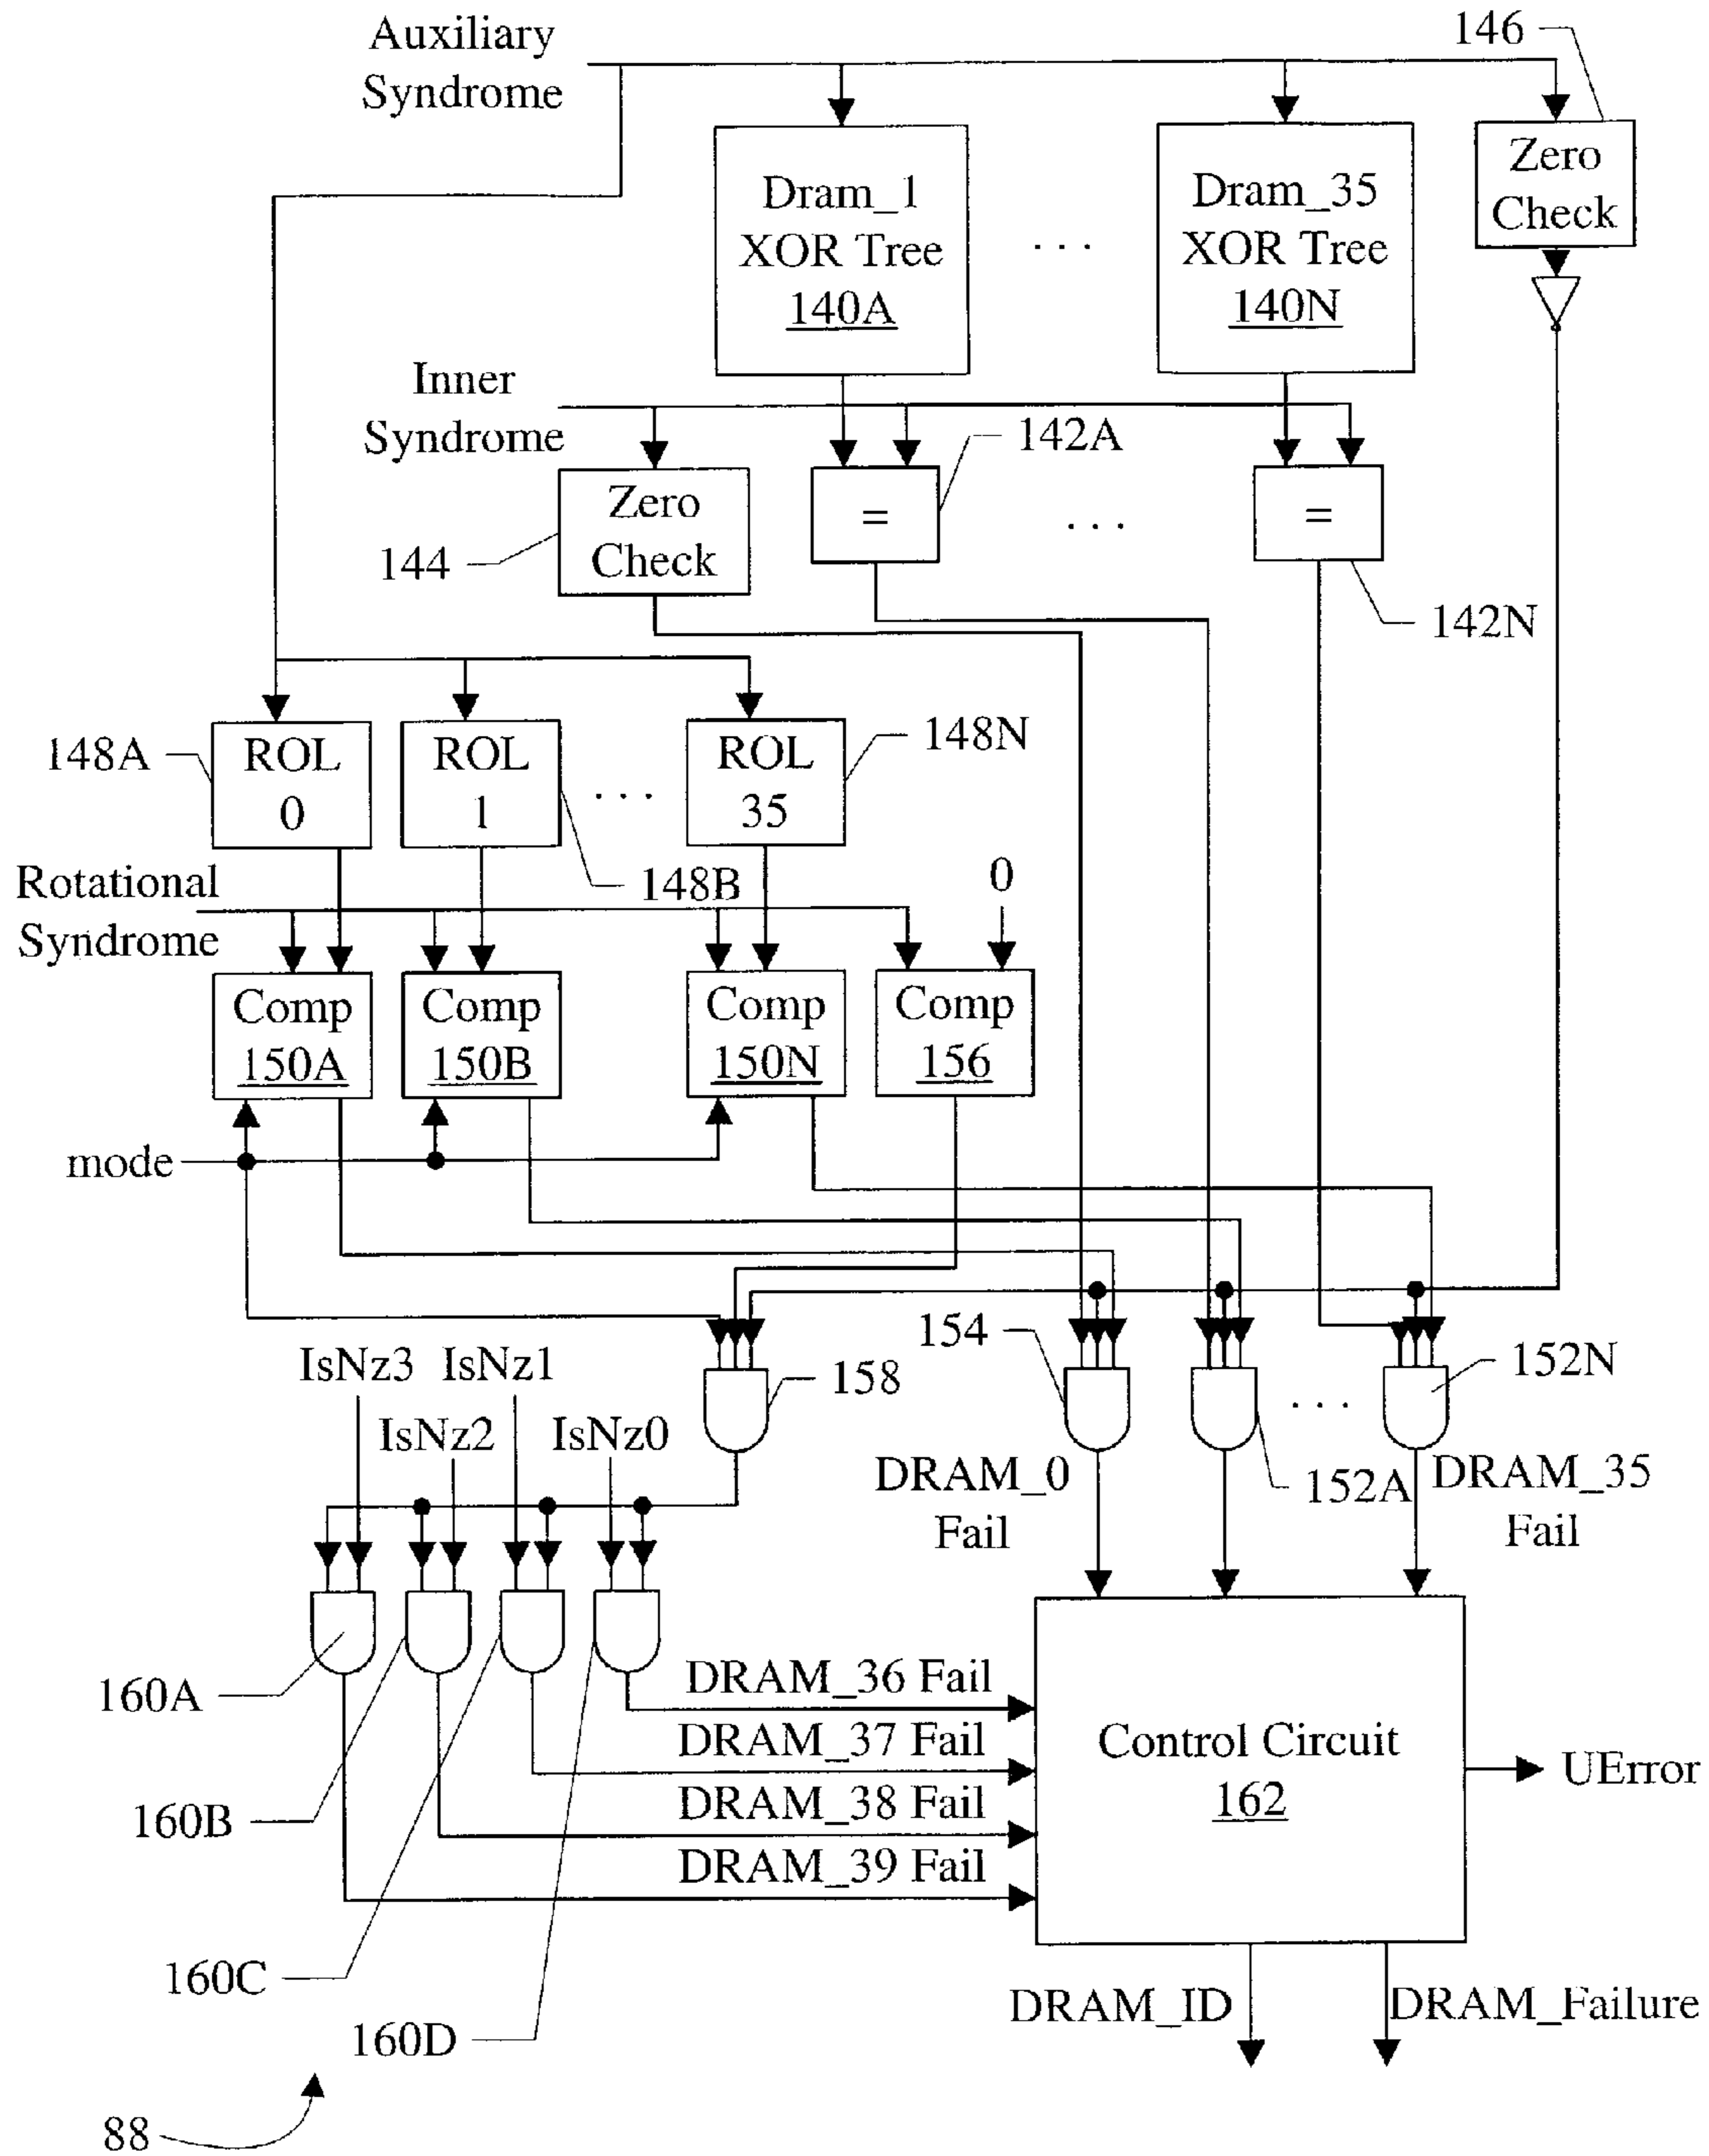 Auxiliary
Syndrome
146
Zero
Check
Dram_1
XOR Tree
140A
. . .
Dram_35
XOR Tree
140N
Inner
Syndrome
142A
Zero
Check
=
. . .
=
144
142N
148A
ROL
0
ROL
1
. . .
ROL
35
148N
148B
0
Rotational
Syndrome
Comp
150A
Comp
150B
Comp
150N
Comp
156
mode
154
158
152N
. . .
IsNz3
IsNz1
IsNz2
IsNz0
DRAM_0
Fail
152A
DRAM_35
Fail
160A
DRAM_36 Fail
DRAM_37 Fail
DRAM_38 Fail
DRAM_39 Fail
Control Circuit
162
UError
160B
160C
160D
DRAM_ID
DRAM_Failure
88